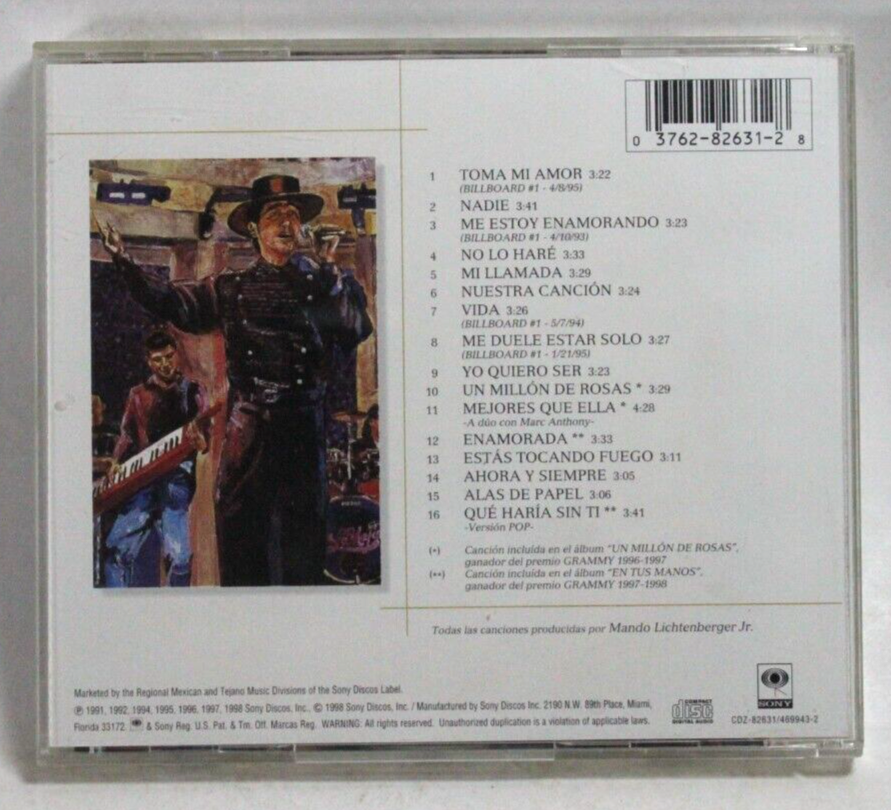 0 3762-82631-2 8
1 TOMA MI AMOR 3:22
(BILLBOARD #1 - 4/8/95)
2 NADIE 3:41
3 ME ESTOY ENAMORANDO 3:23
(BILLBOARD #1 - 4/10/93)
4 NO LO HARÉ 3:33
5 MI LLAMADA 3:29
6 NUESTRA CANCIÓN 3:24
7 VIDA 3:26
(BILLBOARD #1 - 5/7/94)
8 ME DUELE ESTAR SOLO 3:27
(BILLBOARD #1 - 1/21/95)
9 YO QUIERO SER 3:23
10 UN MILLÓN DE ROSAS * 3:29
11 MEJORES QUE ELLA * 4:28
-A dúo con Marc Anthony-
12 ENAMORADA ** 3:33
13 ESTÁS TOCANDO FUEGO 3:11
14 AHORA Y SIEMPRE 3:05
15 ALAS DE PAPEL 3:06
16 QUÉ HARÍA SIN TI ** 3:41
-Versión POP-
(*) Canción incluída en el álbum "UN MILLÓN DE ROSAS",
ganador del premio GRAMMY 1996-1997
(**) Canción incluída en el álbum "EN TUS MANOS",
ganador del premio GRAMMY 1997-1998
Todas las canciones producidas por Mando Lichtenberger Jr.
Marketed by the Regional Mexican and Tejano Music Divisions of the Sony Discos Label.
℗ 1991, 1992, 1994, 1995, 1996, 1997, 1998 Sony Discos, Inc., © 1998 Sony Discos, Inc. / Manufactured by Sony Discos Inc. 2190 N.W. 89th Place, Miami,
Florida 33172. & Sony Reg. U.S. Pat. & Tm. Off. Marcas Reg. WARNING: All rights reserved. Unauthorized duplication is a violation of applicable laws.
COMPACT
disc
DIGITAL AUDIO
SONY
CDZ-82631/489943-2